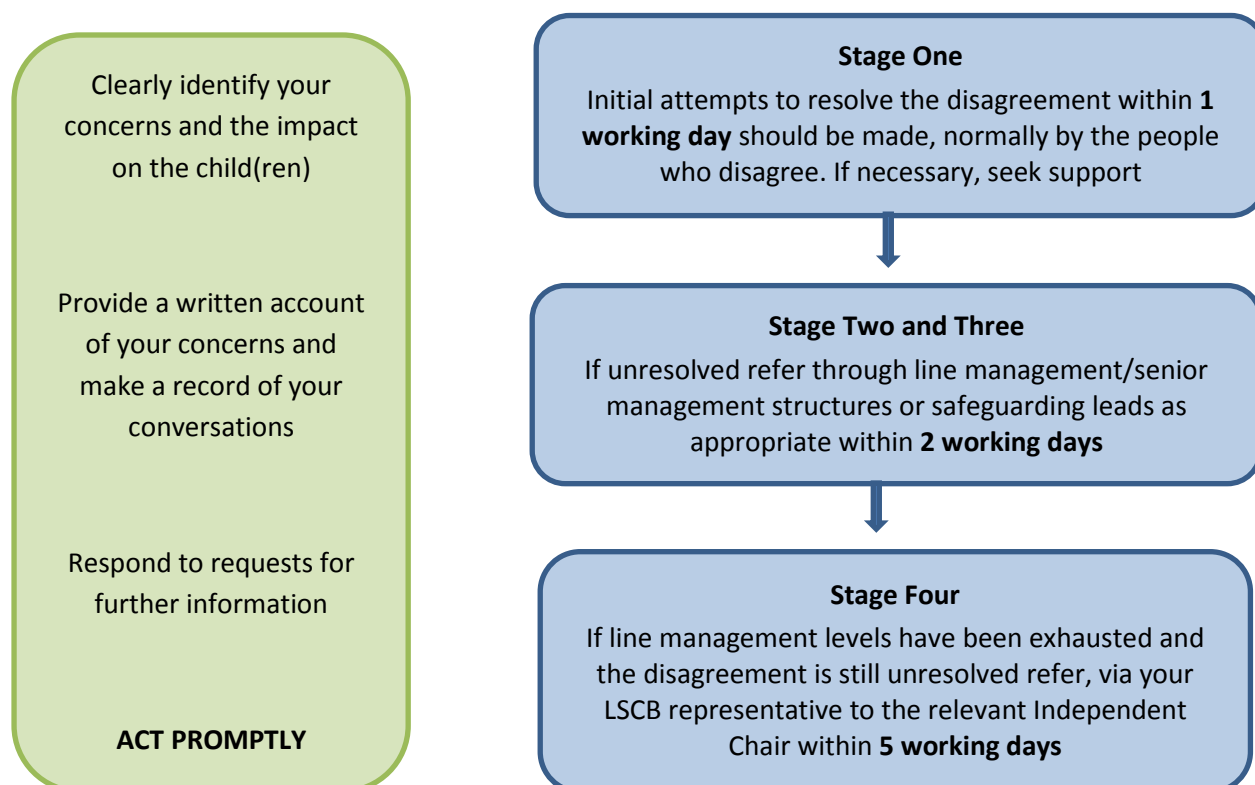 Clearly identify your
concerns and the impact
on the child(ren)
Provide a written account
of your concerns and
make a record of your
conversations
Respond to requests for
further information
ACT PROMPTLY
Stage One
Initial attempts to resolve the disagreement within 1
working day should be made, normally by the people
who disagree. If necessary, seek support
Stage Two and Three
If unresolved refer through line management/senior
management structures or safeguarding leads as
appropriate within 2 working days
Stage Four
If line management levels have been exhausted and
the disagreement is still unresolved refer, via your
LSCB representative to the relevant Independent
Chair within 5 working days